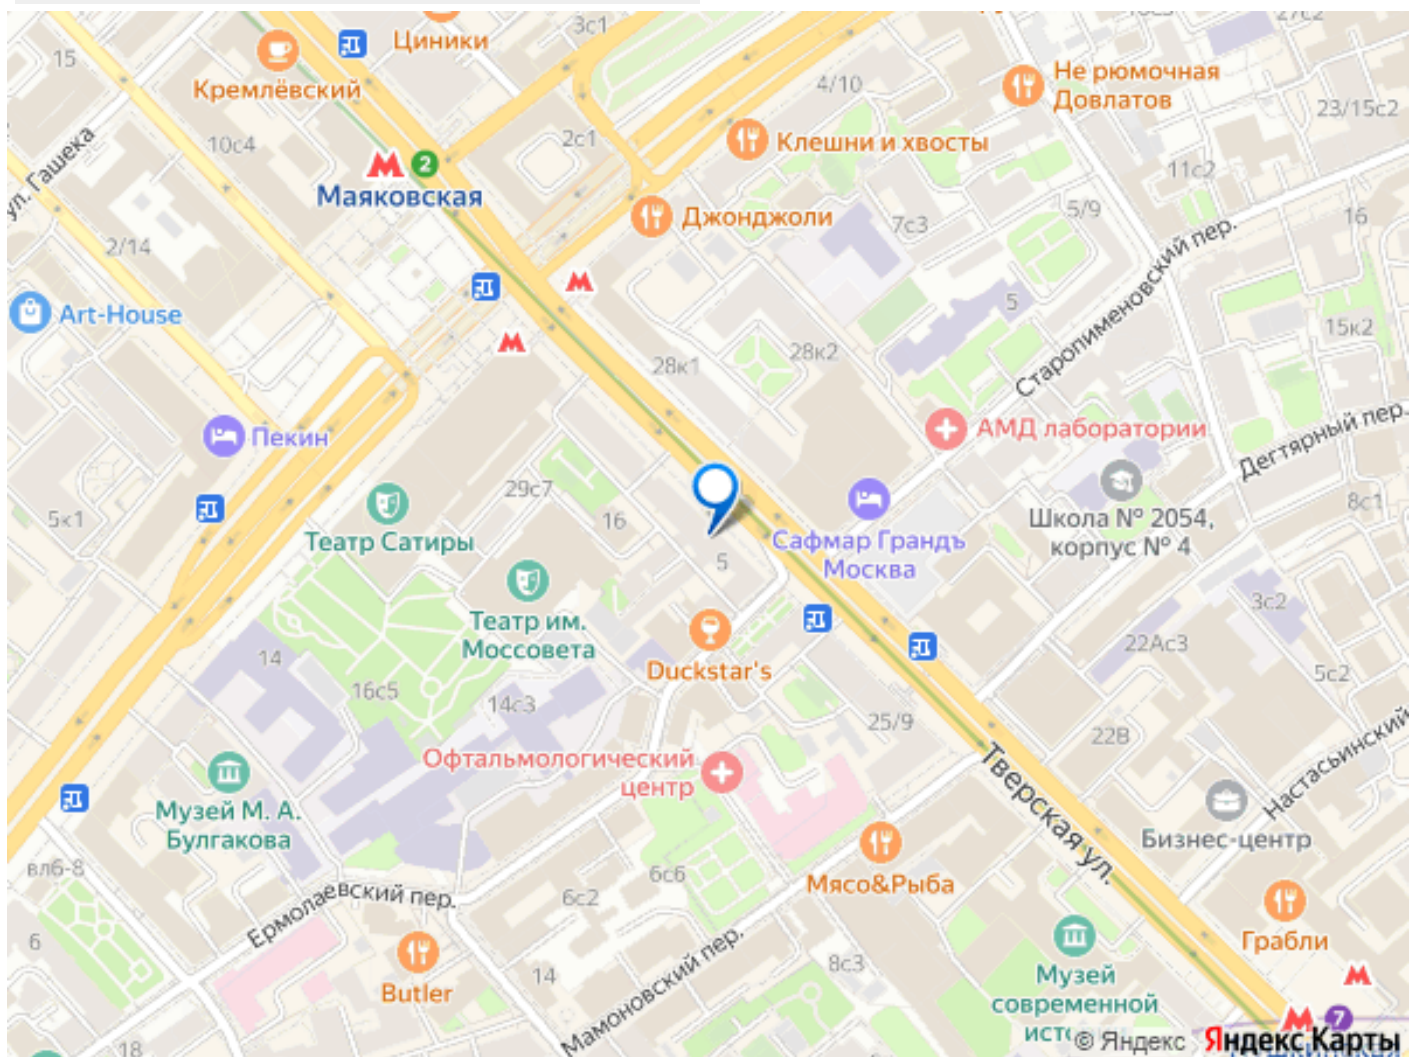 Циники
3с1
27с2
15
Кремлёвский
4/10
Не рюмочная
Довлатов
23/15с2
10с4
2с1
Клешни и хвосты
ул. Гашека
2
Маяковская
11с2
Джонджоли
7с3
5/9
16
2/14
Старопименовский пер.
Art-House
5
15к2
28к1
28к2
Пекин
АМД лаборатории
Дегтярный пер.
29с7
16
5к1
Театр Сатиры
Сафмар Грандъ
Москва
Школа № 2054,
корпус № 4
8с1
5
Театр им.
Моссовета
3с2
14
Duckstar's
22Ас3
5с2
16с5
14с3
25/9
22В
Офтальмологический
центр
Тверская ул.
Настасьинский
Музей М. А.
Булгакова
Бизнес-центр
вл6-8
6с6
Мясо&Рыба
Ермолаевский пер.
6с2
6
Грабли
Butler
14
Мамоновский пер.
8с3
Музей
современной
7
18
© Яндекс Яндекс Карты